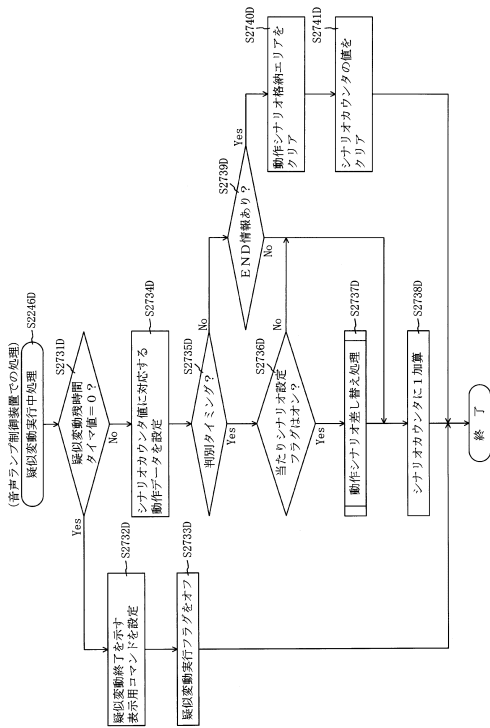 (音声ランプ制御装置での処理)
疑似変動実行中処理
S2246D
疑似変動残時間
タイマ値=0?
S2731D
Yes
No
疑似変動終了を示す
表示用コマンドを設定
S2732D
疑似変動実行フラグをオフ
S2733D
シナリオカウンタ値に対応する
動作データを設定
S2734D
判別タイミング?
S2735D
No
Yes
当たりシナリオ設定
フラグはオン?
S2736D
No
Yes
動作シナリオ差し替え処理
S2737D
シナリオカウンタに1加算
S2738D
END情報あり?
S2739D
Yes
No
動作シナリオ格納エリアを
クリア
S2740D
シナリオカウンタの値を
クリア
S2741D
終了